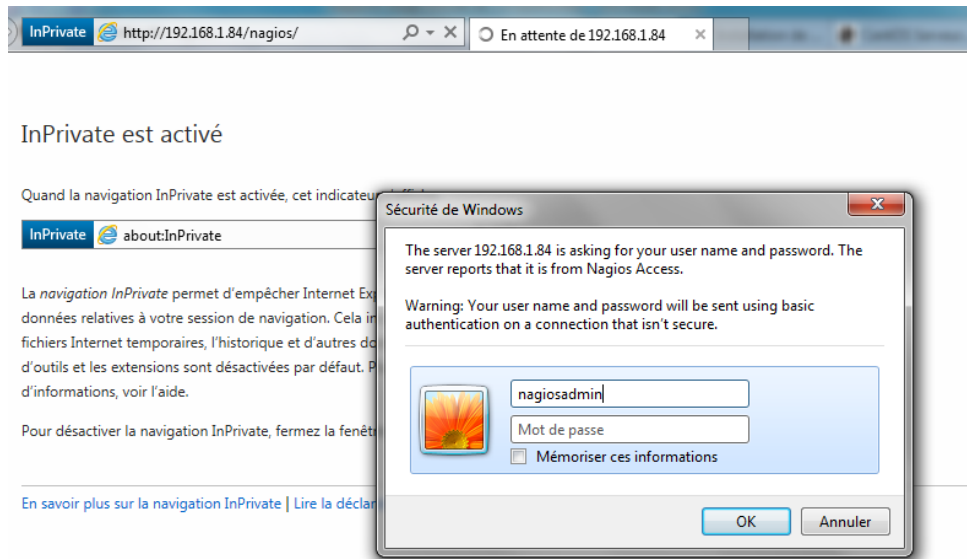 InPrivate http://192.168.1.84/nagios/ En attente de 192.168.1.84
InPrivate est activé
Quand la navigation InPrivate est activée, cet indicateur
InPrivate about:InPrivate
La navigation InPrivate permet d'empêcher Internet Exp
données relatives à votre session de navigation. Cela in
fichiers Internet temporaires, l'historique et d'autres do
d'outils et les extensions sont désactivées par défaut. P
d'informations, voir l'aide.
Pour désactiver la navigation InPrivate, fermez la fenêtr
En savoir plus sur la navigation InPrivate | Lire la déclar
Sécurité de Windows
The server 192.168.1.84 is asking for your user name and password. The
server reports that it is from Nagios Access.
Warning: Your user name and password will be sent using basic
authentication on a connection that isn't secure.
nagiosadmin
Mot de passe
Mémoriser ces informations
OK Annuler